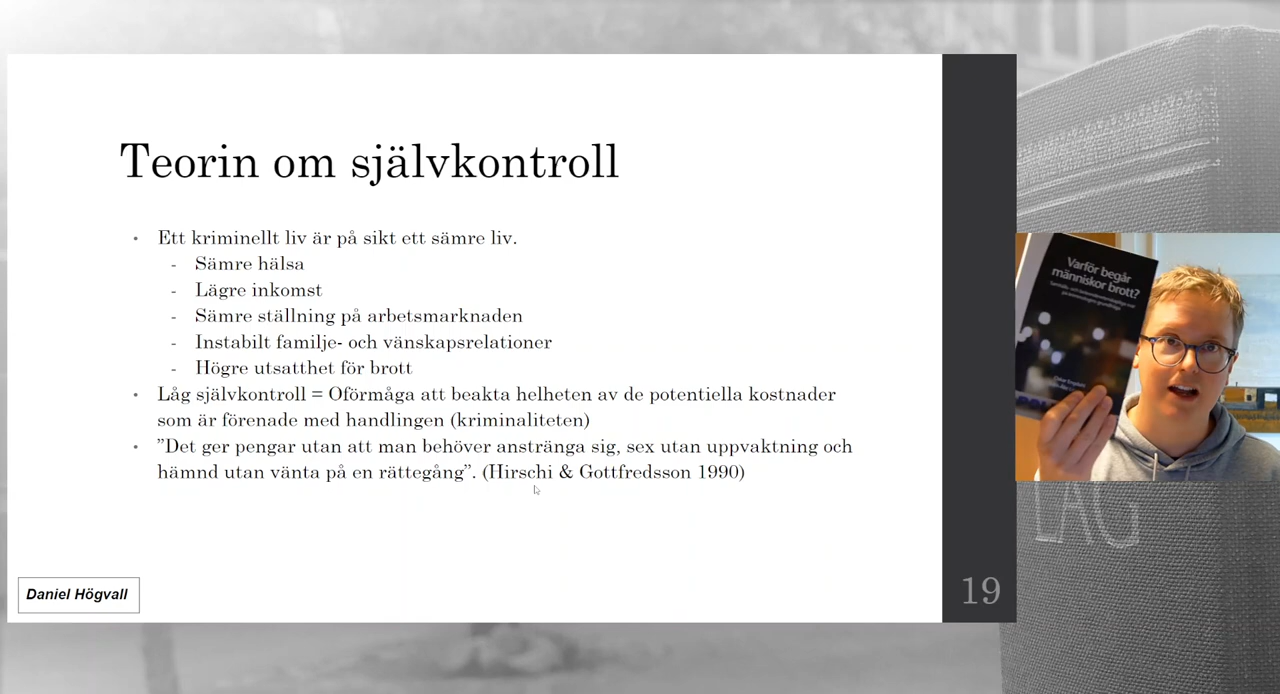 Teorin om självkontroll
• Ett kriminellt liv är på sikt ett sämre liv.
- Sämre hälsa
- Lägre inkomst
- Sämre ställning på arbetsmarknaden
- Instabilt familje- och vänskapsrelationer
- Högre utsatthet för brott
• Låg självkontroll = Oförmåga att beakta helheten av de potentiella kostnader
som är förenade med handlingen (kriminaliteten)
• ”Det ger pengar utan att man behöver anstränga sig, sex utan uppvaktning och
hämnd utan vänta på en rättegång”. (Hirschi & Gottfredsson 1990)
Daniel Högvall
19
Varför begår
människor brott?
LAG